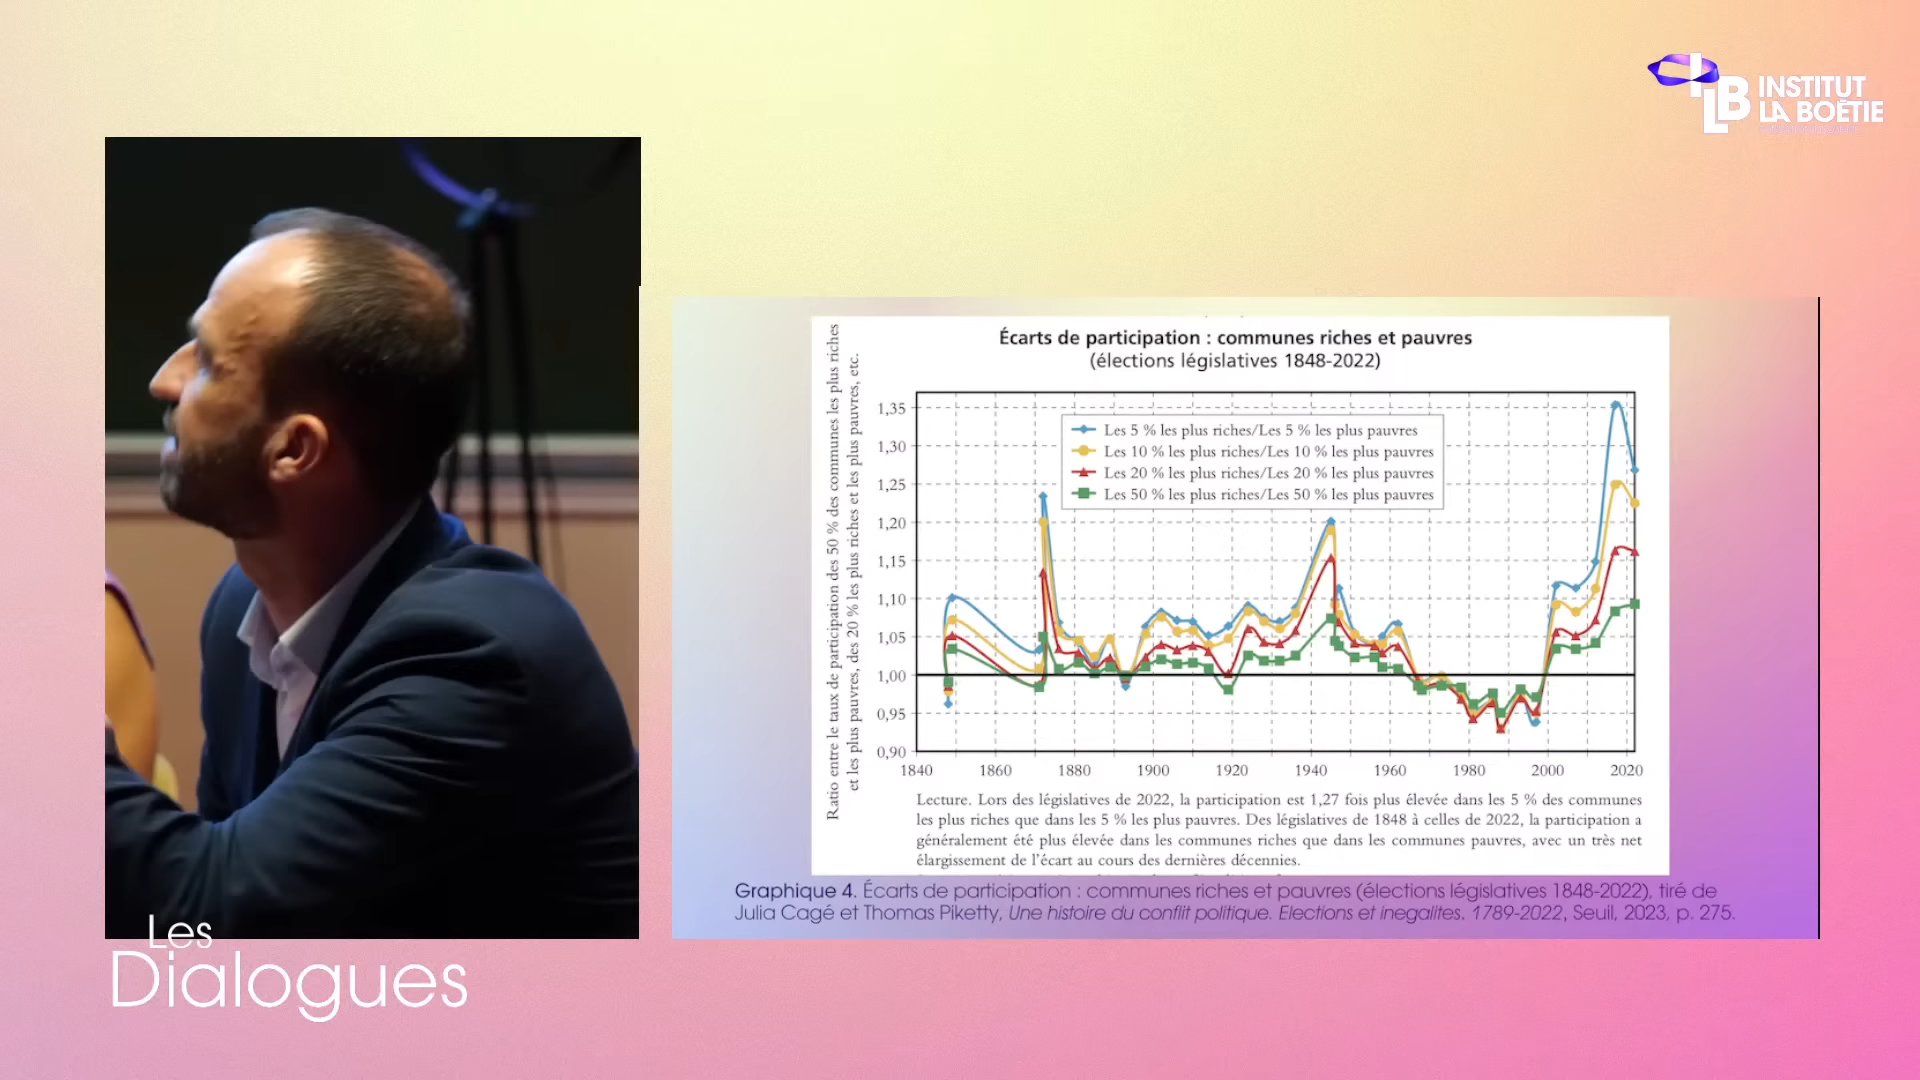 INSTITUT
LA BOÉTIE
Écarts de participation : communes riches et pauvres
(élections législatives 1848-2022)
Ratio entre le taux de participation des 50 % des communes les plus riches
et les plus pauvres, des 20 % les plus riches et les plus pauvres, etc.
1,35
1,30
1,25
1,20
1,15
1,10
1,05
1,00
0,95
0,90
Les 5 % les plus riches/Les 5 % les plus pauvres
Les 10 % les plus riches/Les 10 % les plus pauvres
Les 20 % les plus riches/Les 20 % les plus pauvres
Les 50 % les plus riches/Les 50 % les plus pauvres
1840 1860 1880 1900 1920 1940 1960 1980 2000 2020
Lecture. Lors des législatives de 2022, la participation est 1,27 fois plus élevée dans les 5 % des communes
les plus riches que dans les 5 % les plus pauvres. Des législatives de 1848 à celles de 2022, la participation a
généralement été plus élevée dans les communes riches que dans les communes pauvres, avec un très net
élargissement de l'écart au cours des dernières décennies.
Graphique 4. Écarts de participation : communes riches et pauvres (élections législatives 1848-2022), tiré de
Julia Cagé et Thomas Piketty, Une histoire du conflit politique. Elections et inegalites. 1789-2022, Seuil, 2023, p. 275.
Les
Dialogues